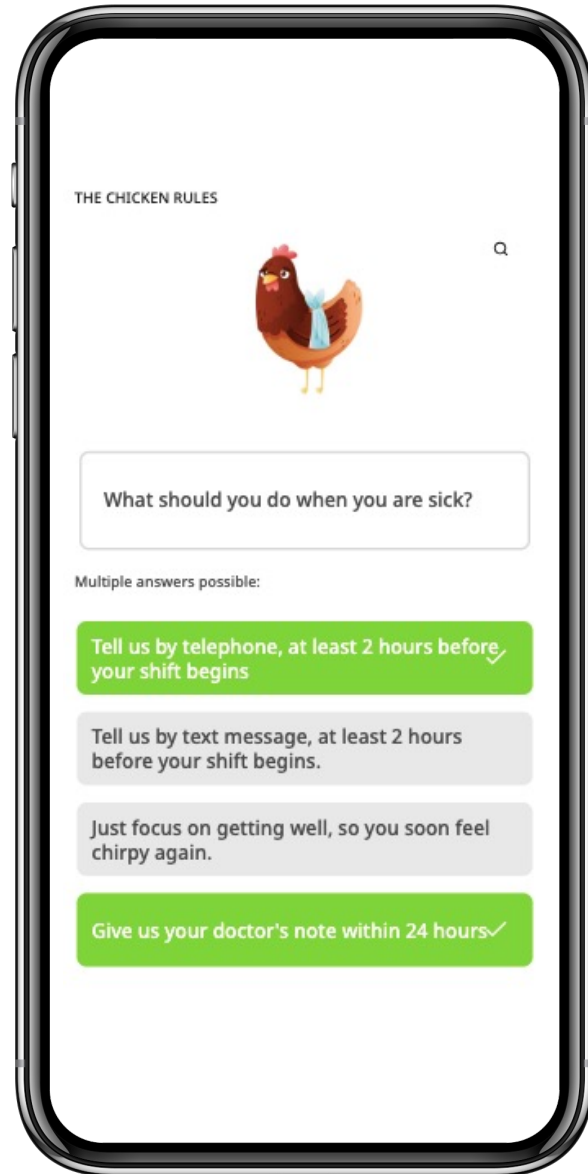 THE CHICKEN RULES
What should you do when you are sick?
Multiple answers possible:
Tell us by telephone, at least 2 hours before
your shift begins
Tell us by text message, at least 2 hours
before your shift begins.
Just focus on getting well, so you soon feel
chirpy again.
Give us your doctor's note within 24 hours